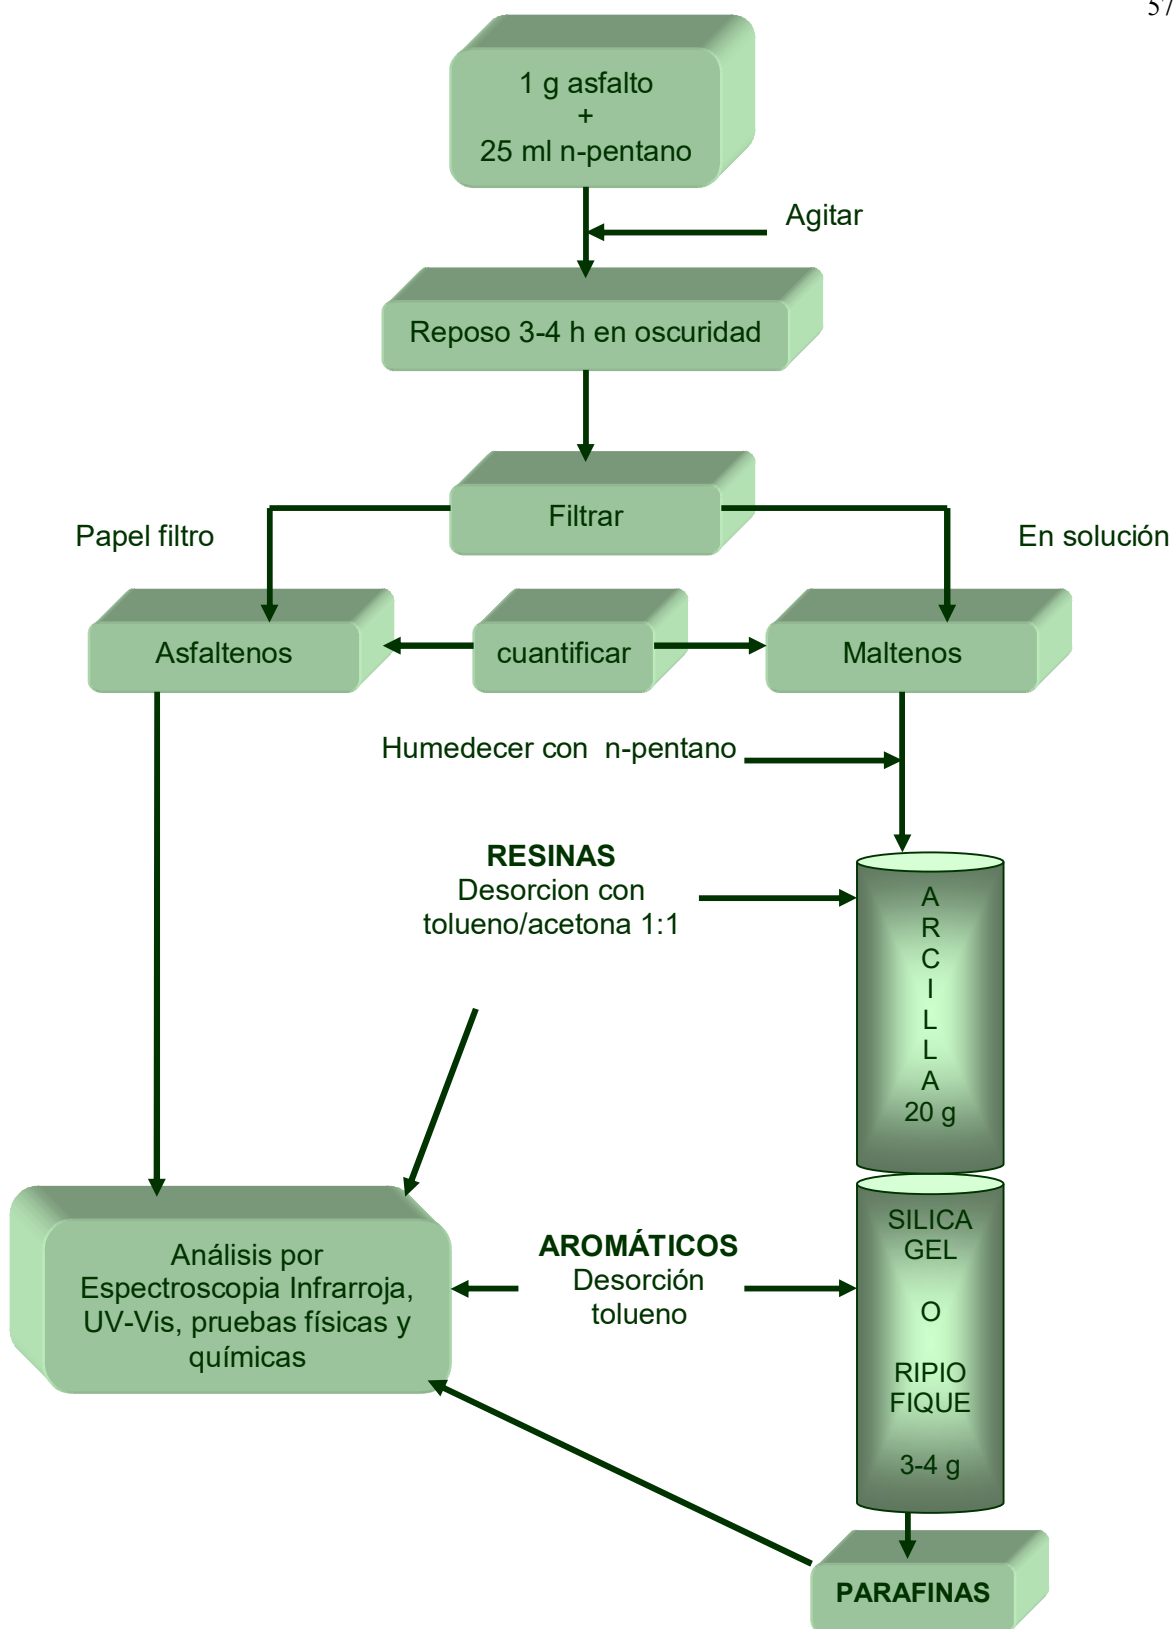 57
1 g asfalto
+
25 ml n-pentano
Agitar
Reposo 3-4 h en oscuridad
Filtrar
Papel filtro
En solución
Asfaltenos
cuantificar
Maltenos
Humedecer con n-pentano
RESINAS
Desorcion con
tolueno/acetona 1:1
A
R
C
I
L
L
A
20 g
SILICA
GEL
O
RIPIO
FIQUE
3-4 g
AROMÁTICOS
Desorción
tolueno
Análisis por
Espectroscopia Infrarroja,
UV-Vis, pruebas físicas y
químicas
PARAFINAS